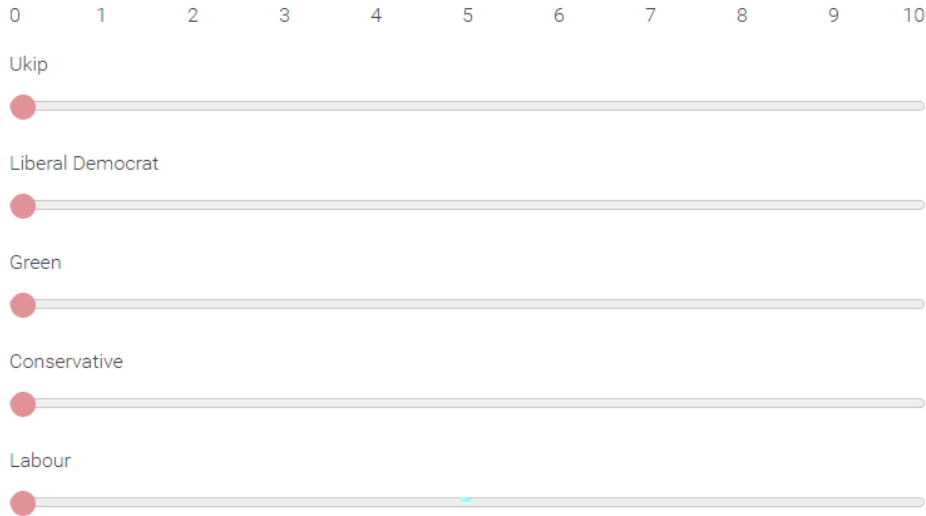 0 1 2 3 4 5 6 7 8 9 10
Ukip
Liberal Democrat
Green
Conservative
Labour